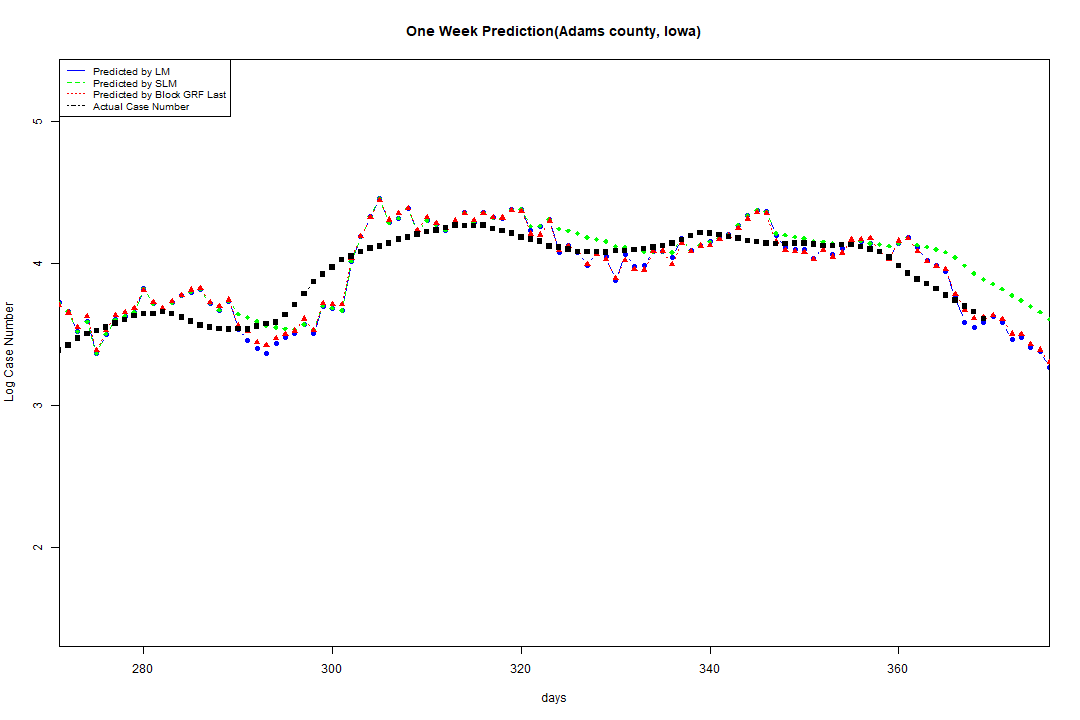 One Week Prediction(Adams county, Iowa)
Predicted by LM
Predicted by SLM
Predicted by Block GRF Last
Actual Case Number
5
4
3
2
Log Case Number
280 300 320 340 360
days